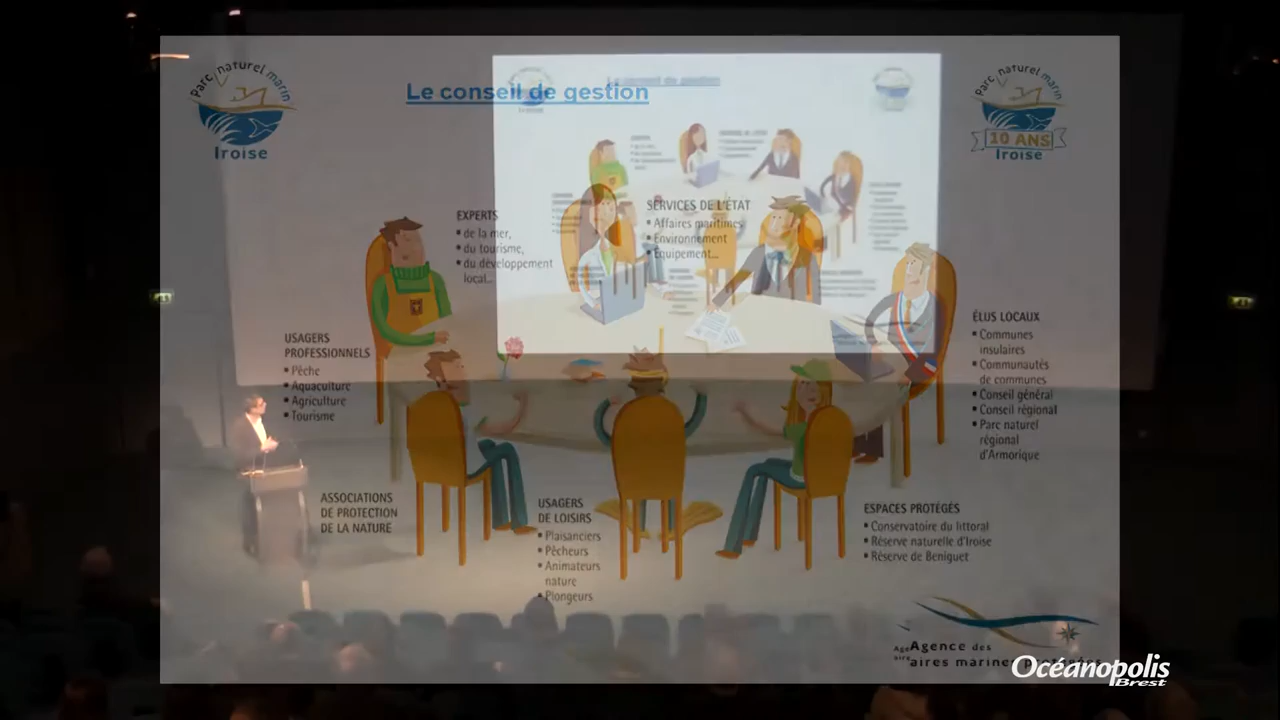 Parc naturel marin
Iroise
Le conseil de gestion
Parc naturel marin
10 ANS
Iroise
EXPERTS
▪ de la mer,
▪ du tourisme,
▪ du développement
local...
SERVICES DE L'ÉTAT
▪ Affaires maritimes
▪ Environnement
▪ Équipement...
USAGERS
PROFESSIONNELS
▪ Pêche
▪ Aquaculture
▪ Agriculture
▪ Tourisme
ÉLUS LOCAUX
▪ Communes
insulaires
▪ Communautés
de communes
▪ Conseil général
▪ Conseil régional
▪ Parc naturel
régional
d'Armorique
ASSOCIATIONS
DE PROTECTION
DE LA NATURE
USAGERS
DE LOISIRS
▪ Plaisanciers
▪ Pêcheurs
▪ Animateurs
nature
▪ Plongeurs
ESPACES PROTÉGÉS
▪ Conservatoire du littoral
▪ Réserve naturelle d'Iroise
▪ Réserve de Beniguet
Agence des
aires marines
Océanopolis
Brest